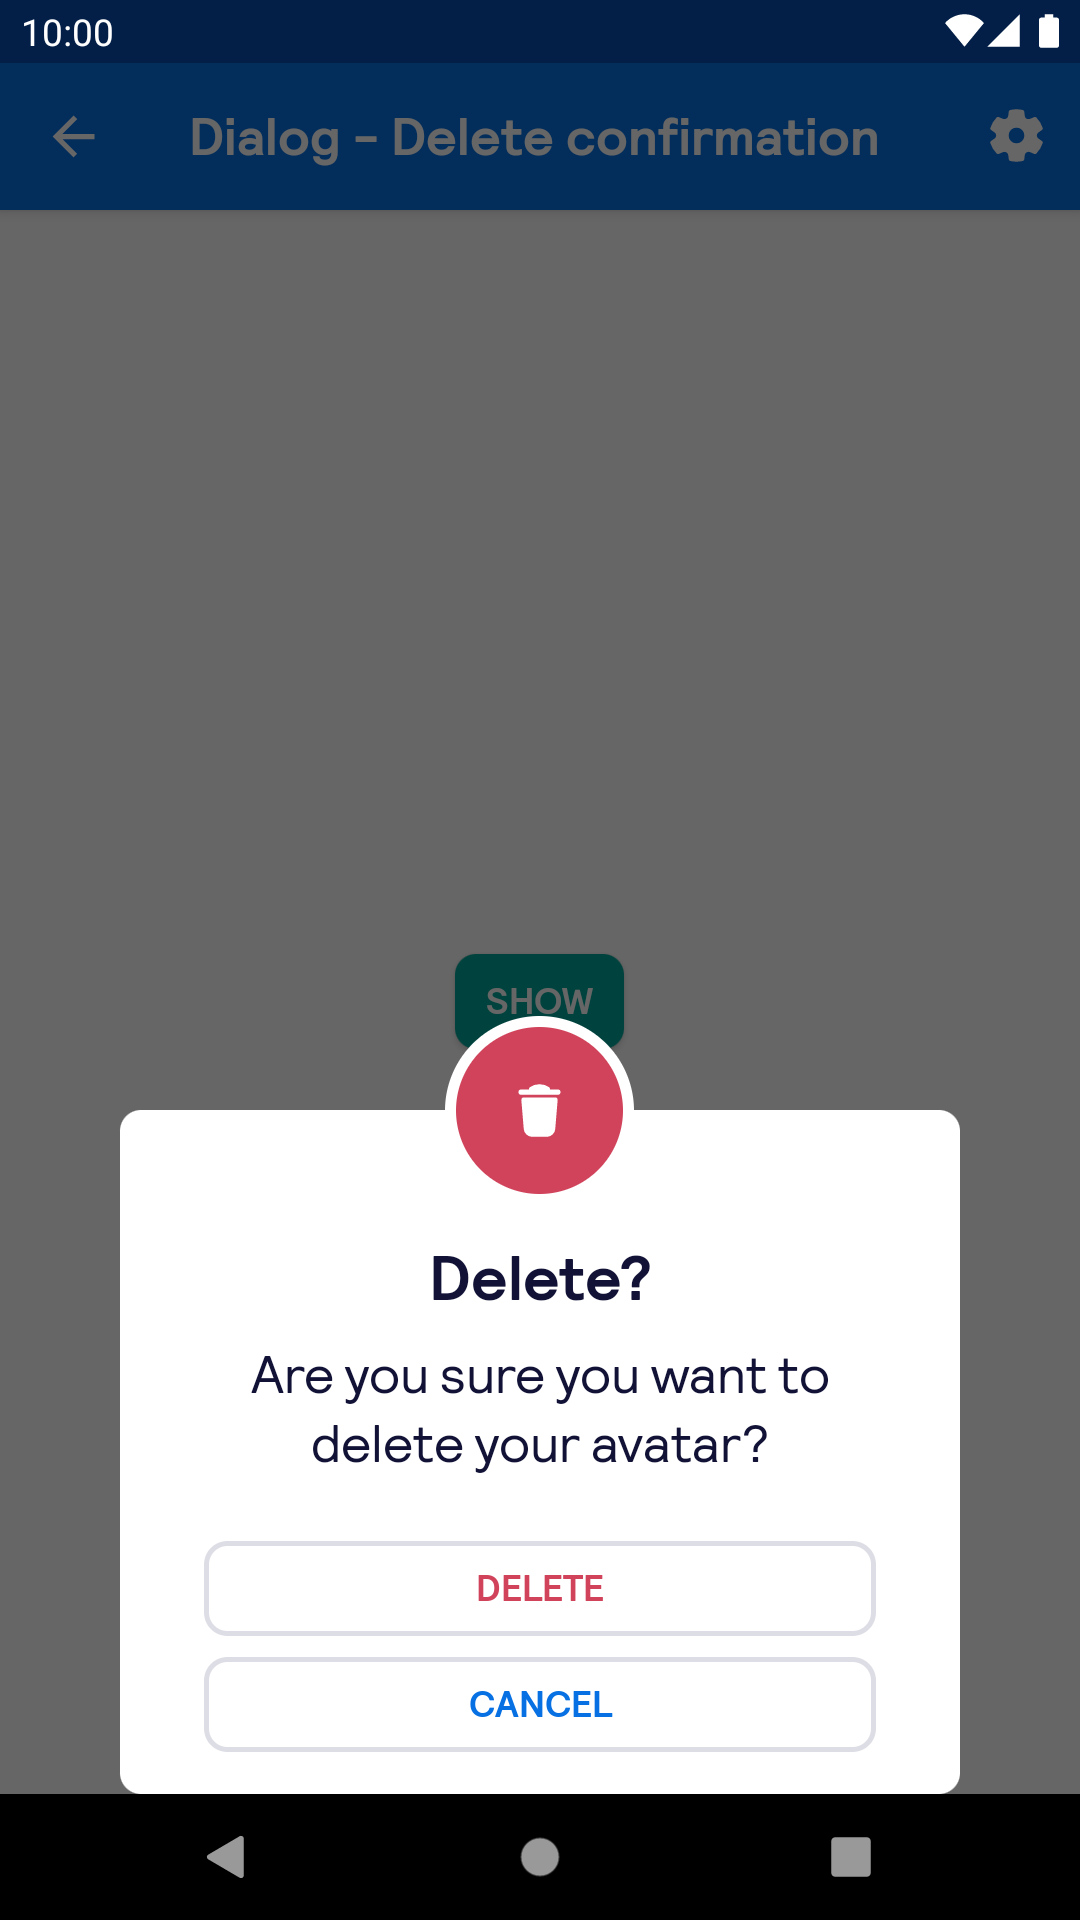 10:00
Dialog - Delete confirmation
SHOW
Delete?
Are you sure you want to
delete your avatar?
DELETE
CANCEL